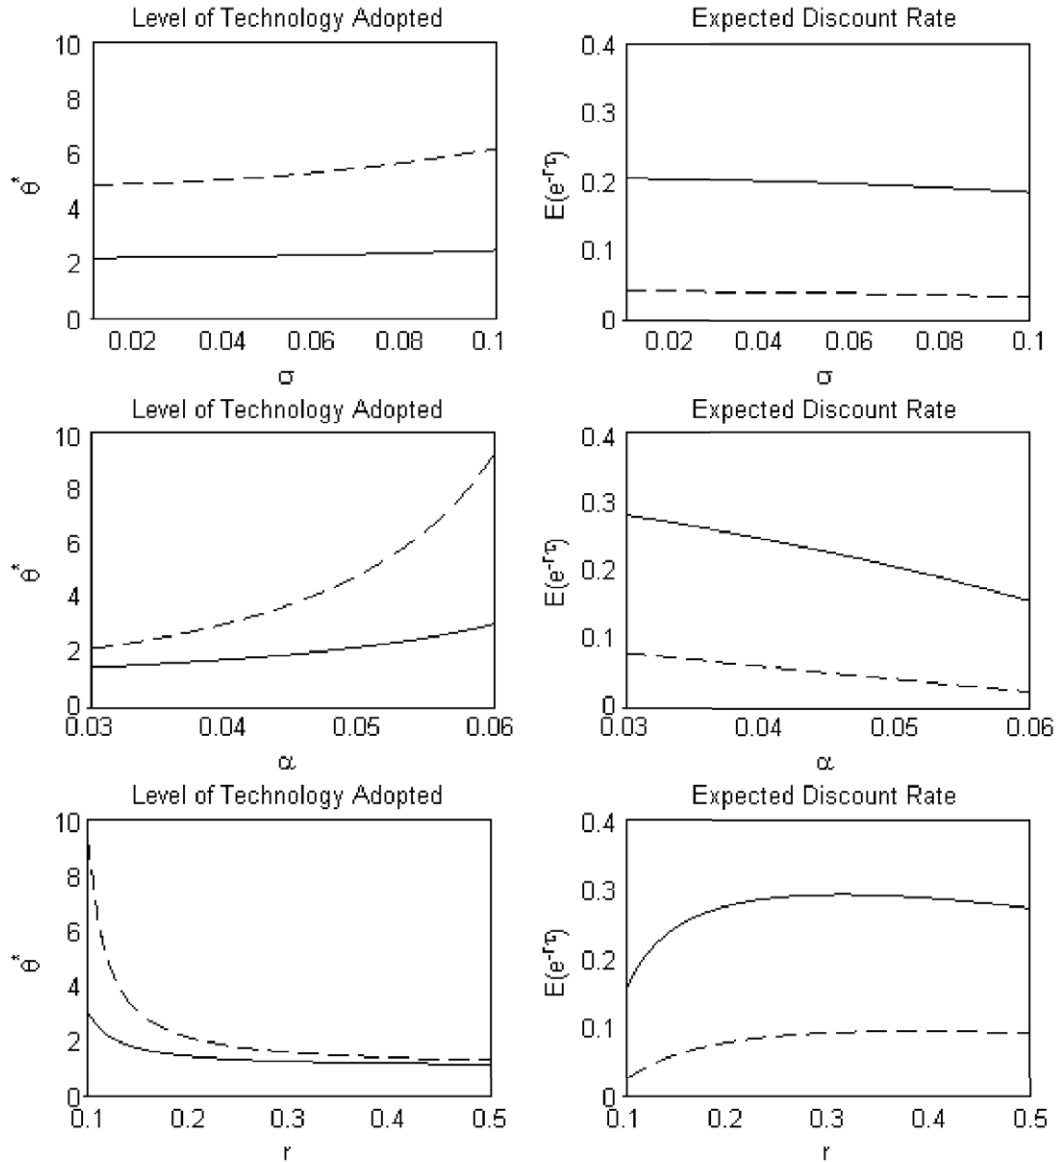 Level of Technology Adopted
10
8
6
4
2
0
θ*
0.02 0.04 0.06 0.08 0.1
σ
Expected Discount Rate
0.4
0.3
0.2
0.1
0
E(e^-rτ)
0.02 0.04 0.06 0.08 0.1
σ
Level of Technology Adopted
10
8
6
4
2
0
θ*
0.03 0.04 0.05 0.06
α
Expected Discount Rate
0.4
0.3
0.2
0.1
0
E(e^-rτ)
0.03 0.04 0.05 0.06
α
Level of Technology Adopted
10
8
6
4
2
0
θ*
0.1 0.2 0.3 0.4 0.5
r
Expected Discount Rate
0.4
0.3
0.2
0.1
0
E(e^-rτ)
0.1 0.2 0.3 0.4 0.5
r